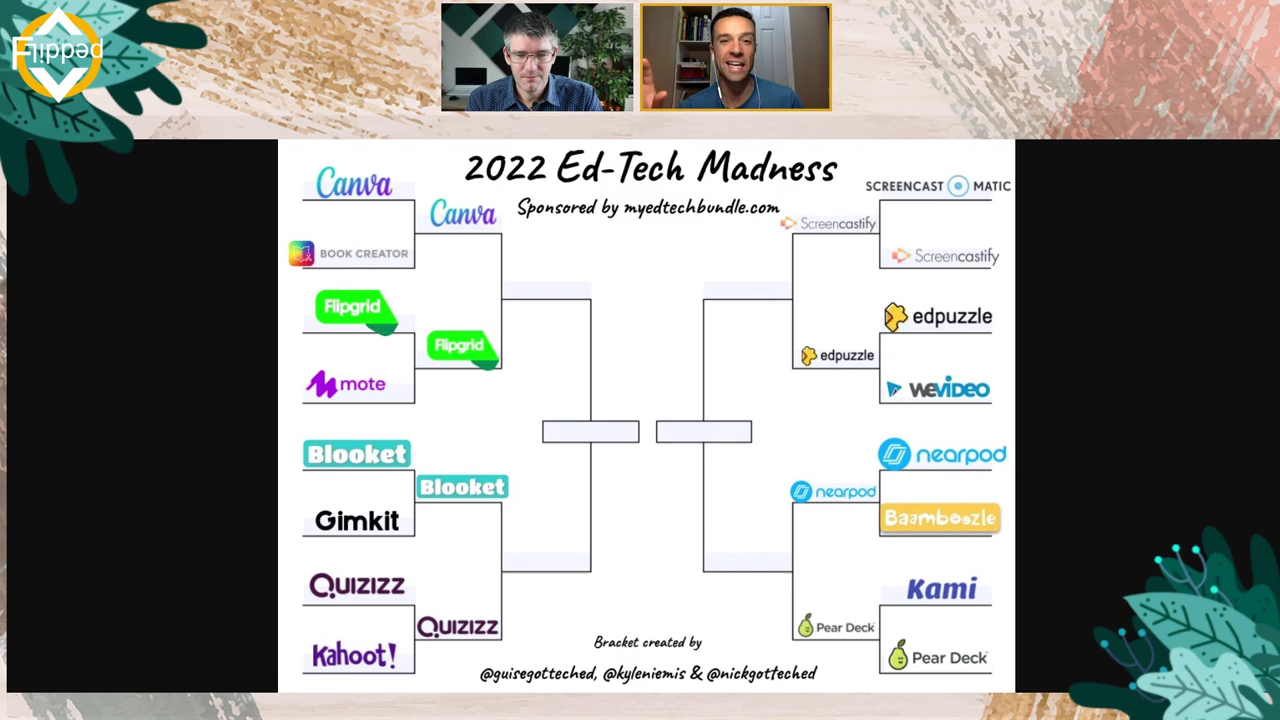 Flipped
2022 Ed-Tech Madness
Sponsored by myedtechbundle.com
Canva
BOOK CREATOR
Flipgrid
mote
Blooket
Gimkit
QUIZIZZ
Kahoot!
Canva
Flipgrid
Blooket
QUIZIZZ
Screencastify
edpuzzle
nearpod
Pear Deck
SCREENCAST MATIC
Screencastify
edpuzzle
WEVIDEO
nearpod
Baamboozle
Kami
Pear Deck
Bracket created by
@guisegotteched, @kyleniemis & @nickgotteched